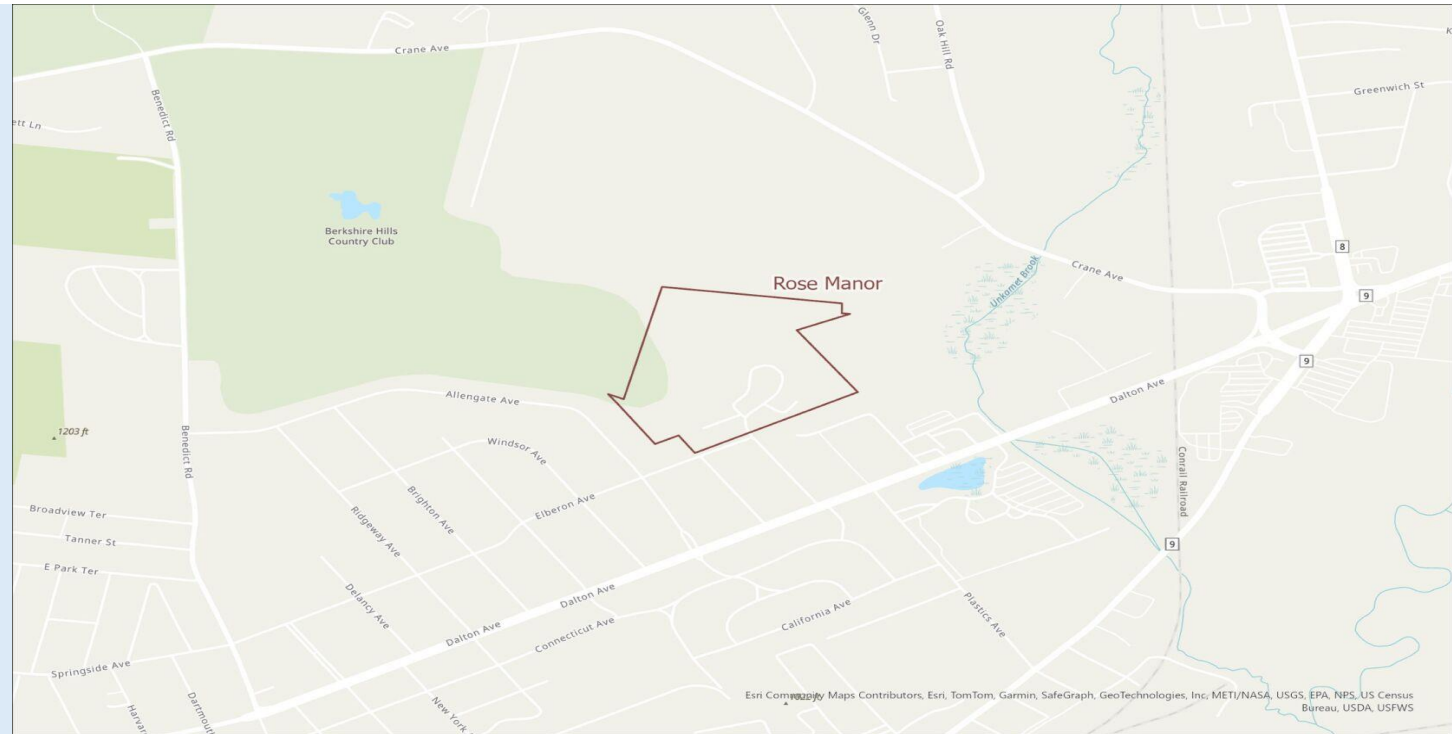 Crane Ave
Glenn Dr
Oak Hill Rd
Greenwich St
K
Benedict Rd
ett Ln
Berkshire Hills
Country Club
8
Unkamet Brook
Crane Ave
Rose Manor
9
9
Allengate Ave
Dalton Ave
1203 ft
Benedict Rd
Windsor Ave
Brighton Ave
Elberon Ave
Ridgeway Ave
Conrail Railroad
Broadview Ter
Tanner St
9
E Park Ter
Delancy Ave
Dalton Ave
California Ave
Plastics Ave
Dalton Ave
Connecticut Ave
Springside Ave
Dartmout
Harvar
New York A
Esri Community Maps Contributors, Esri, TomTom, Garmin, SafeGraph, GeoTechnologies, Inc, METI/NASA, USGS, EPA, NPS, US Census
Bureau, USDA, USFWS